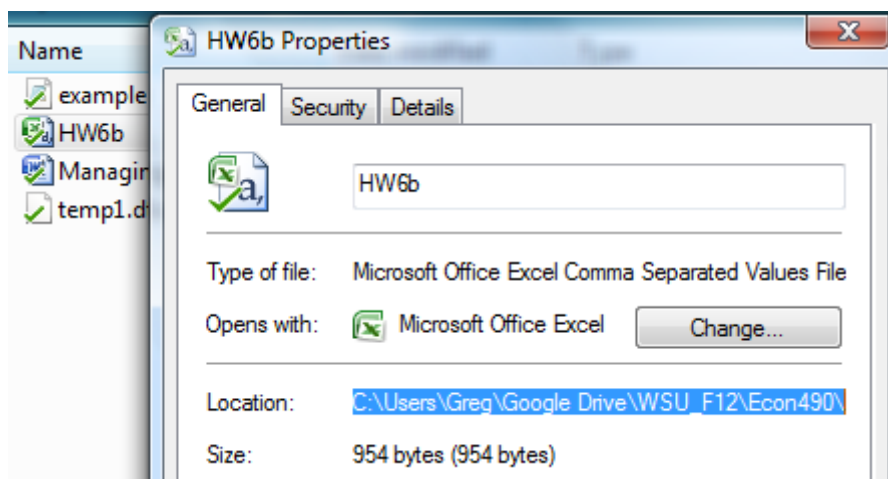 Name
example
HW6b
Managin
temp1.d
HW6b Properties
General Security Details
HW6b
Type of file: Microsoft Office Excel Comma Separated Values File
Opens with: Microsoft Office Excel Change...
Location: C:\Users\Greg\Google Drive\WSU_F12\Econ490\
Size: 954 bytes (954 bytes)